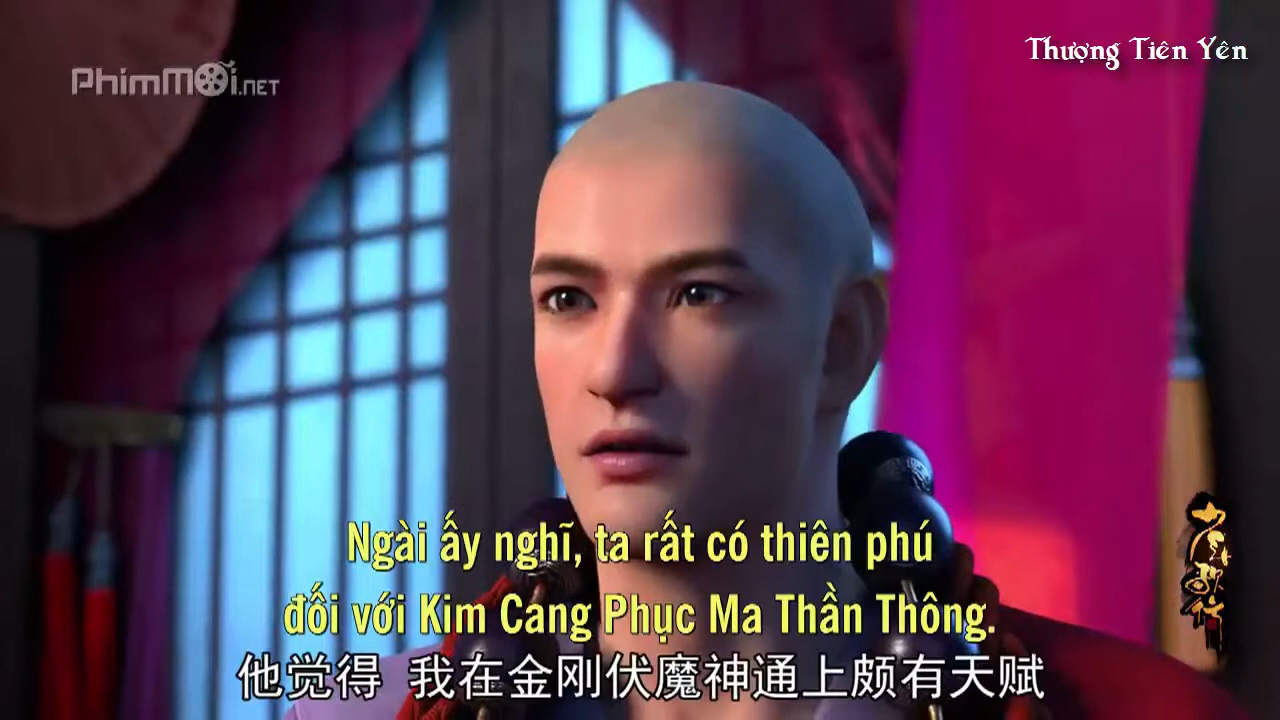 PhimMỗi.NET
Thượng Tiên Yên
Ngài ấy nghĩ, ta rất có thiên phú
đối với Kim Cang Phục Ma Thần Thông.
他觉得 我在金刚伏魔神通上颇有天赋